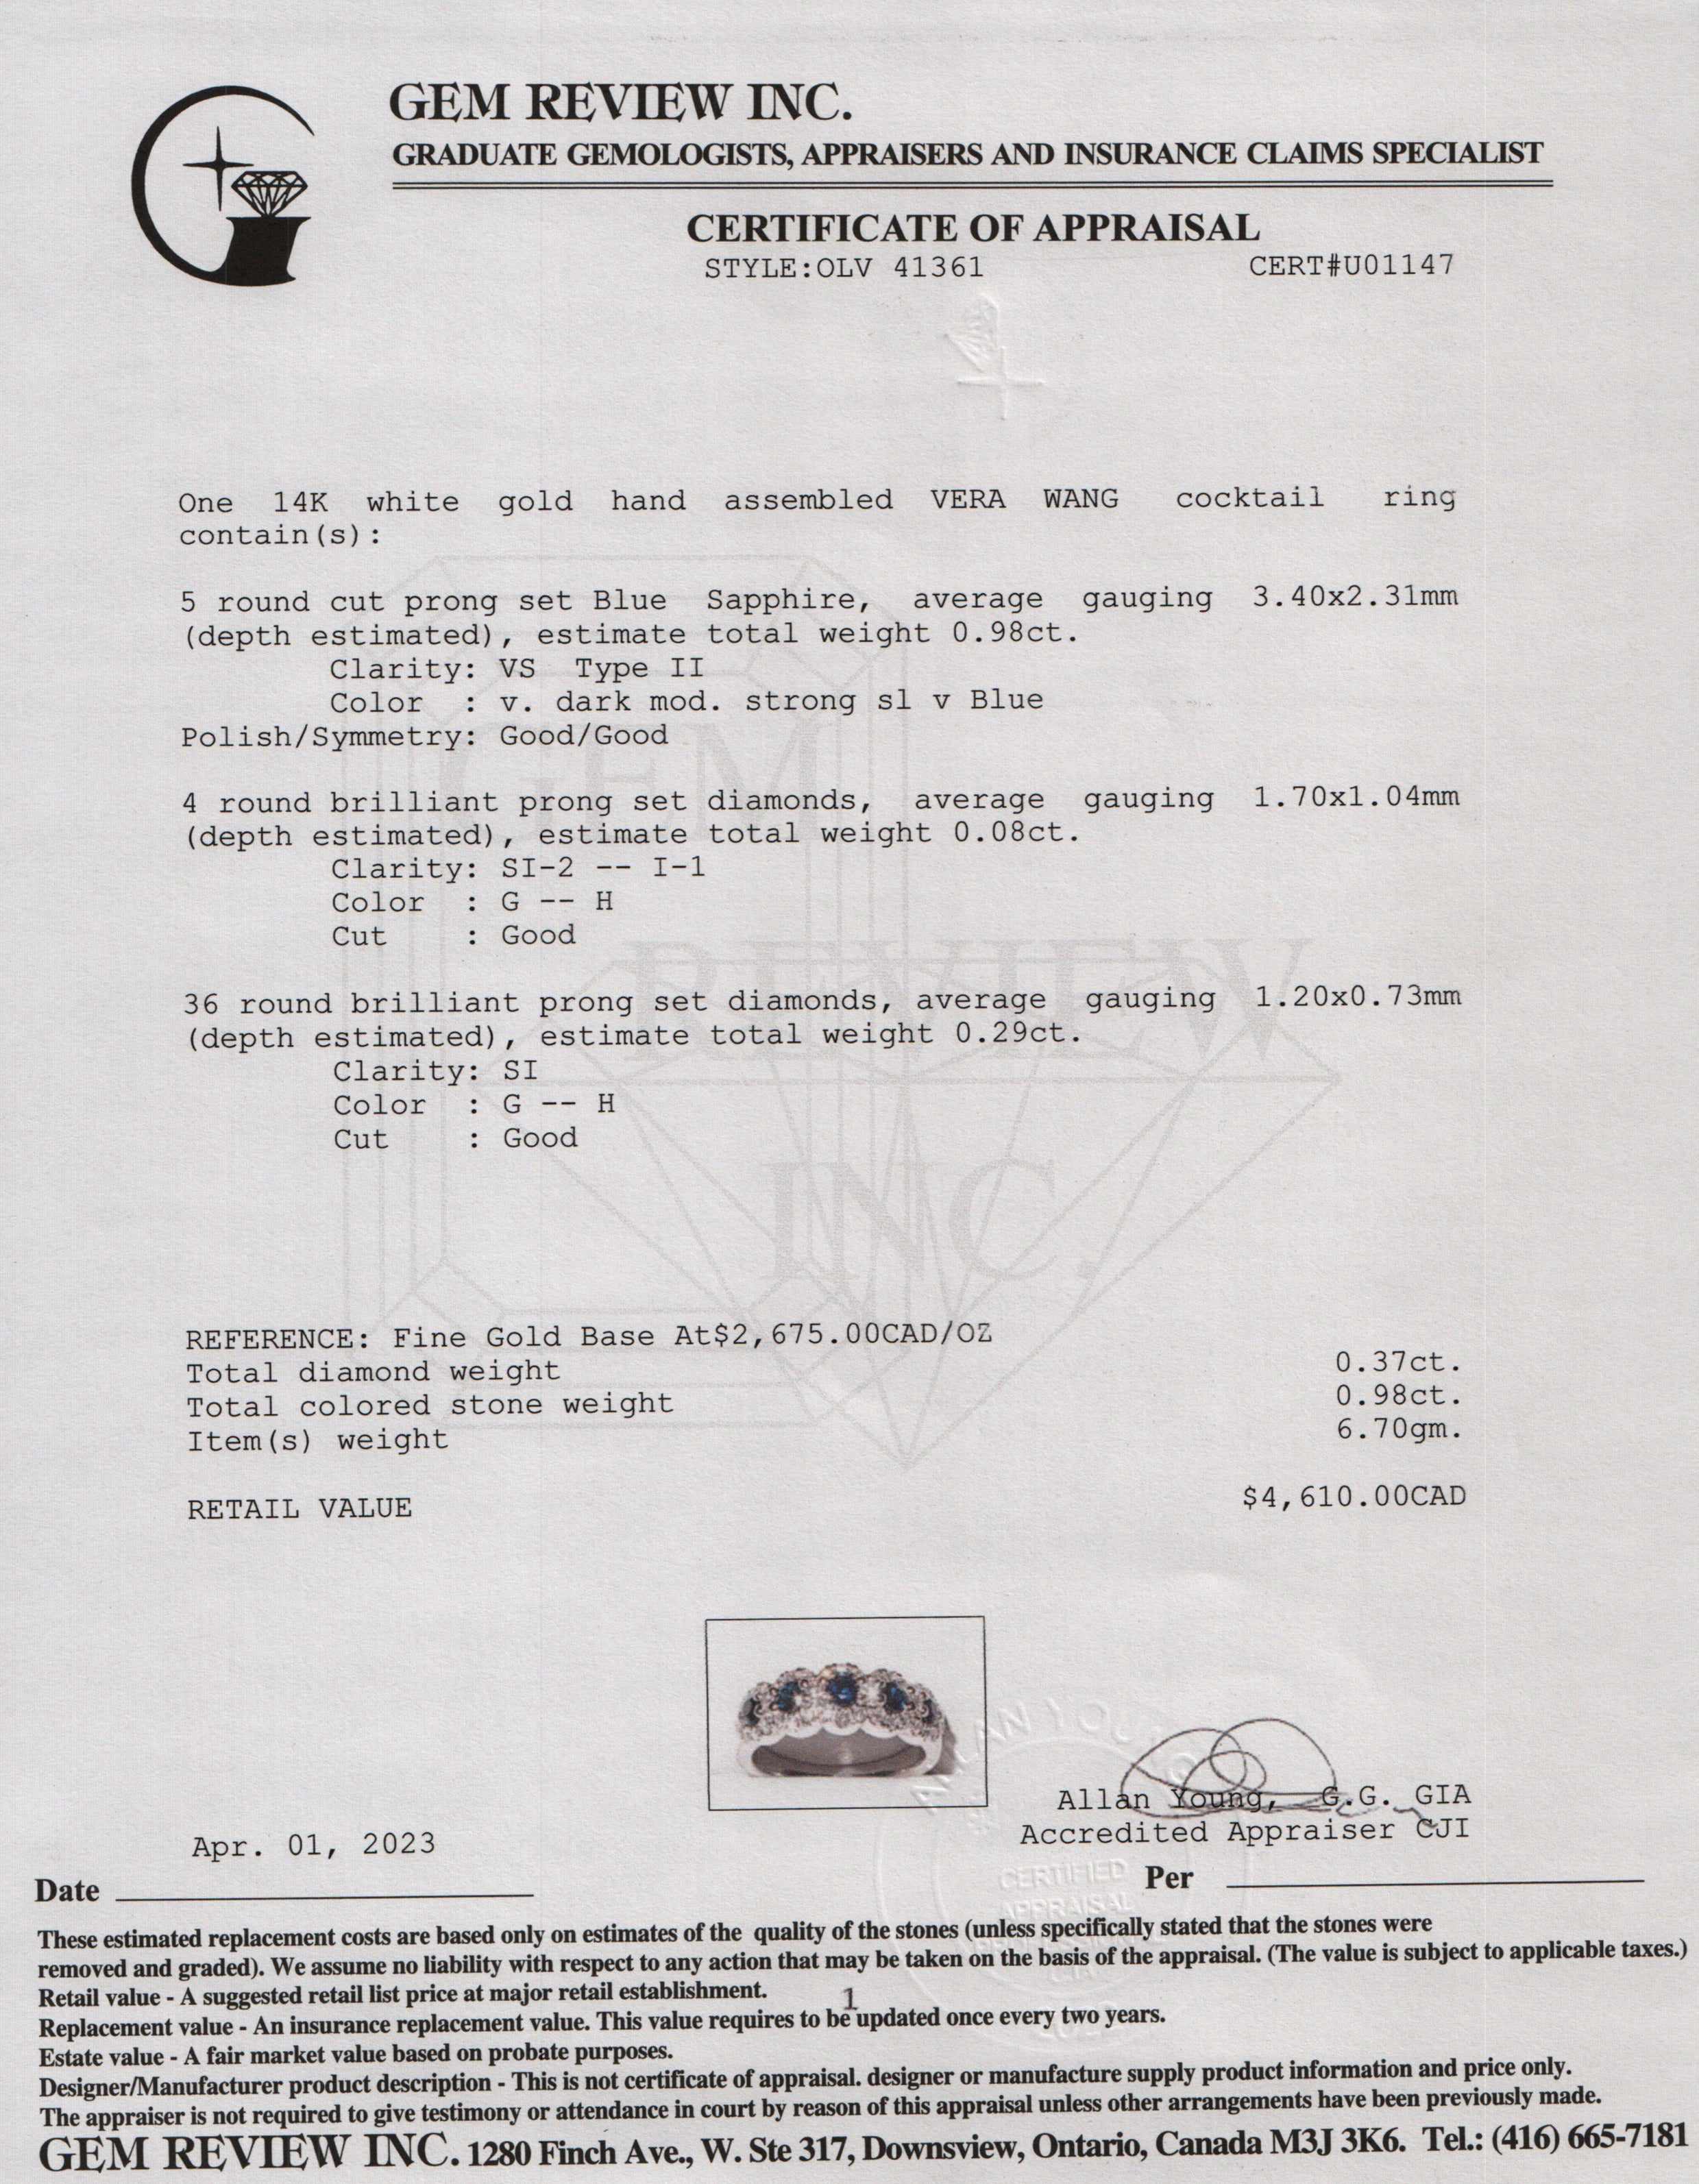 GEM REVIEW INC.
GRADUATE GEMOLOGISTS, APPRAISERS AND INSURANCE CLAIMS SPECIALIST
CERTIFICATE OF APPRAISAL
STYLE:OLV 41361 CERT#U01147
One 14K white gold hand assembled VERA WANG cocktail ring
contain(s):
5 round cut prong set Blue Sapphire, average gauging 3.40x2.31mm
(depth estimated), estimate total weight 0.98ct.
Clarity: VS Type II
Color : v. dark mod. strong sl v Blue
Polish/Symmetry: Good/Good
4 round brilliant prong set diamonds, average gauging 1.70x1.04mm
(depth estimated), estimate total weight 0.08ct.
Clarity: SI-2 -- I-1
Color : G -- H
Cut : Good
36 round brilliant prong set diamonds, average gauging 1.20x0.73mm
(depth estimated), estimate total weight 0.29ct.
Clarity: SI
Color : G -- H
Cut : Good
GEM
REVIEW
INC.
REFERENCE: Fine Gold Base At$2,675.00CAD/OZ
Total diamond weight 0.37ct.
Total colored stone weight 0.98ct.
Item(s) weight 6.70gm.
RETAIL VALUE $4,610.00CAD
ALLAN YOUNG
CERTIFIED
APPRAISAL
Allan Young, G.G. GIA
Accredited Appraiser CJI
Apr. 01, 2023
Date Per
These estimated replacement costs are based only on estimates of the quality of the stones (unless specifically stated that the stones were
removed and graded). We assume no liability with respect to any action that may be taken on the basis of the appraisal. (The value is subject to applicable taxes.)
Retail value - A suggested retail list price at major retail establishment.
1
Replacement value - An insurance replacement value. This value requires to be updated once every two years.
Estate value - A fair market value based on probate purposes.
Designer/Manufacturer product description - This is not certificate of appraisal. designer or manufacture supply product information and price only.
The appraiser is not required to give testimony or attendance in court by reason of this appraisal unless other arrangements have been previously made.
GEM REVIEW INC. 1280 Finch Ave., W. Ste 317, Downsview, Ontario, Canada M3J 3K6. Tel.: (416) 665-7181